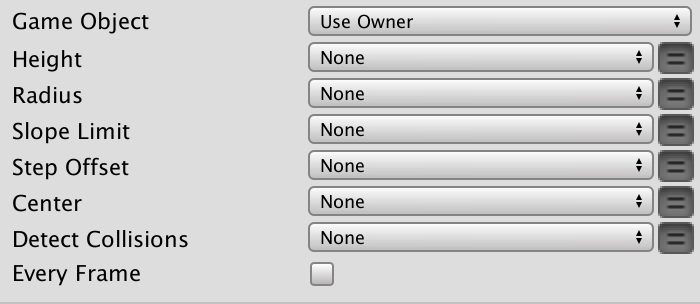 Game Object Use Owner
Height None
Radius None
Slope Limit None
Step Offset None
Center None
Detect Collisions None
Every Frame